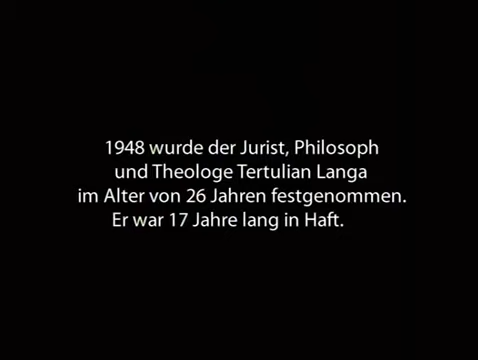 1948 wurde der Jurist, Philosoph
und Theologe Tertulian Langa
im Alter von 26 Jahren festgenommen.
Er war 17 Jahre lang in Haft.